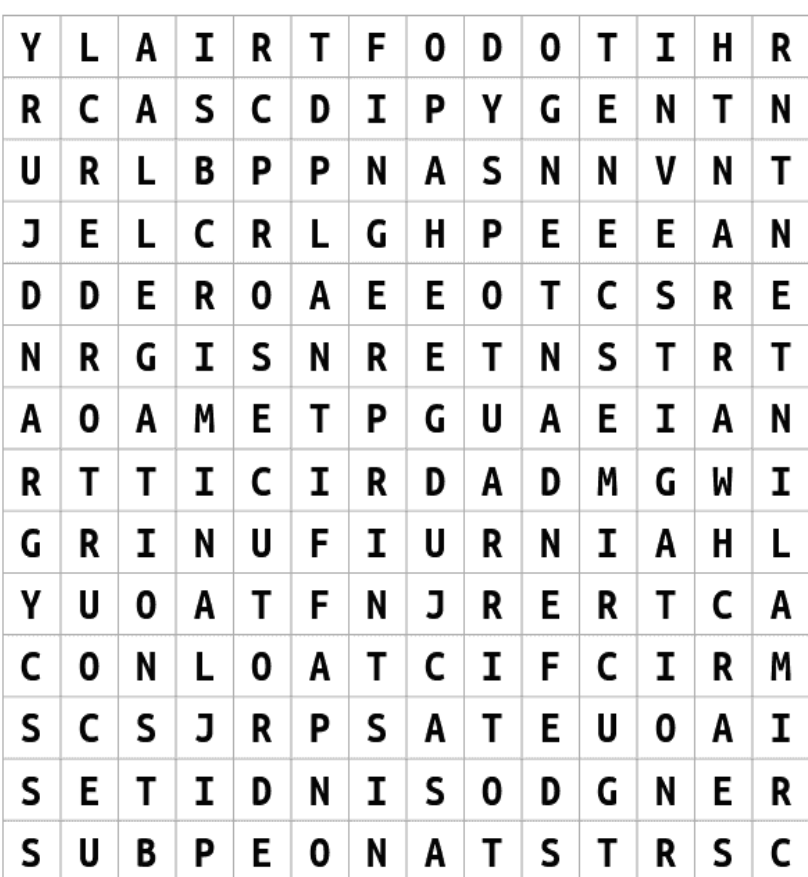 Y L A I R T F O D O T I H R
R C A S C D I P Y G E N T N
U R L B P P N A S N N V N T
J E L C R L G H P E E E A N
D D E R O A E E O T C S R E
N R G I S N R E T N S T R T
A O A M E T P G U A E I A N
R T T I C I R D A D M G W I
G R I N U F I U R N I A H L
Y U O A T F N J R E R T C A
C O N L O A T C I F C I R M
S C S J R P S A T E U O A I
S E T I D N I S O D G N E R
S U B P E O N A T S T R S C